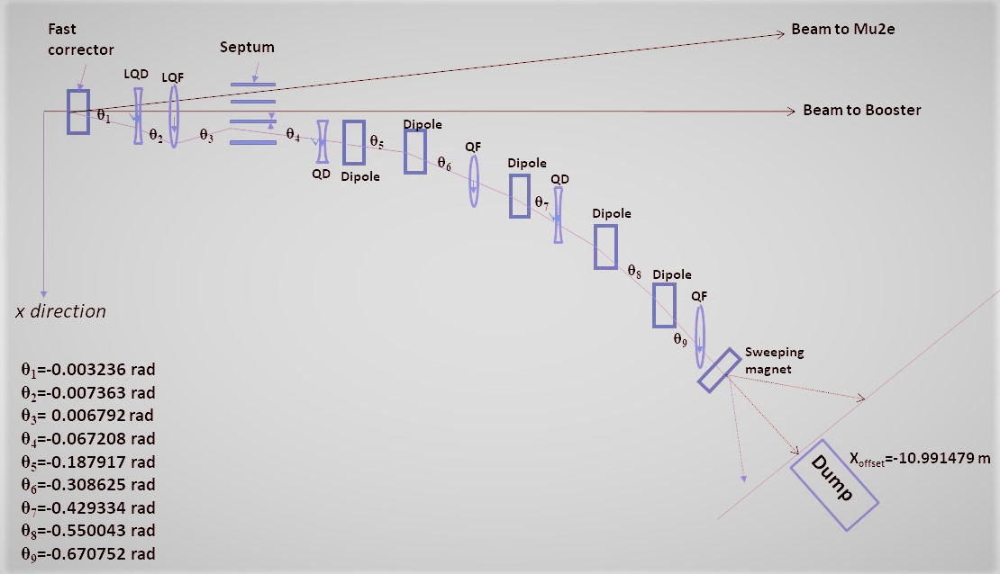 Fast
corrector
Septum
Beam to Mu2e
LQD
LQF
θ1
θ2
θ3
θ4
Beam to Booster
QD
Dipole
θ5
Dipole
θ6
QF
Dipole
θ7
QD
Dipole
θ8
Dipole
QF
θ9
Sweeping
magnet
x direction
Xoffset=-10.991479 m
Dump
θ1=-0.003236 rad
θ2=-0.007363 rad
θ3= 0.006792 rad
θ4=-0.067208 rad
θ5=-0.187917 rad
θ6=-0.308625 rad
θ7=-0.429334 rad
θ8=-0.550043 rad
θ9=-0.670752 rad